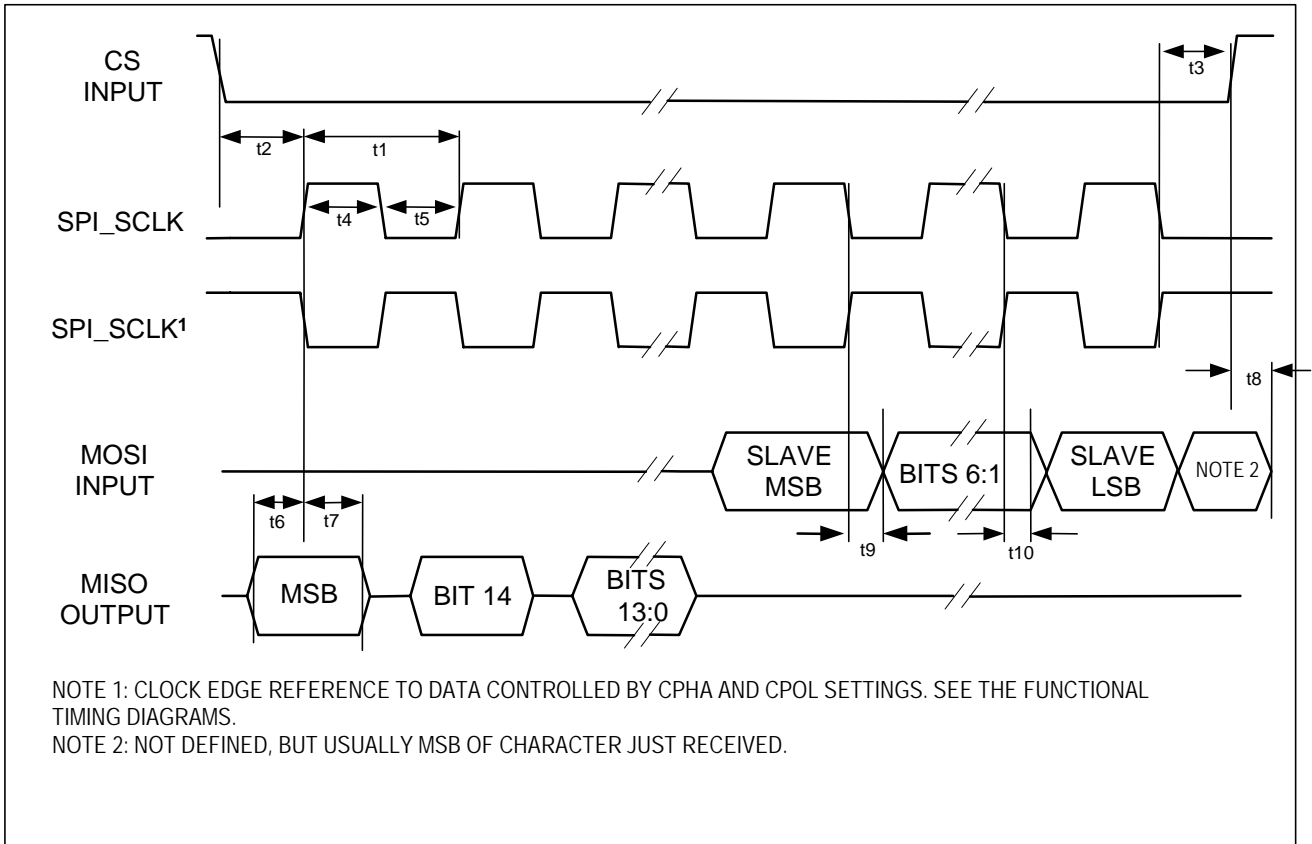 CS
INPUT
t3
t2
t1
SPI_SCLK
t4
t5
SPI_SCLK¹
t8
MOSI
INPUT
SLAVE
MSB
BITS 6:1
SLAVE
LSB
NOTE 2
t6
t7
t9
t10
MISO
OUTPUT
MSB
BIT 14
BITS
13:0
NOTE 1: CLOCK EDGE REFERENCE TO DATA CONTROLLED BY CPHA AND CPOL SETTINGS. SEE THE FUNCTIONAL
TIMING DIAGRAMS.
NOTE 2: NOT DEFINED, BUT USUALLY MSB OF CHARACTER JUST RECEIVED.